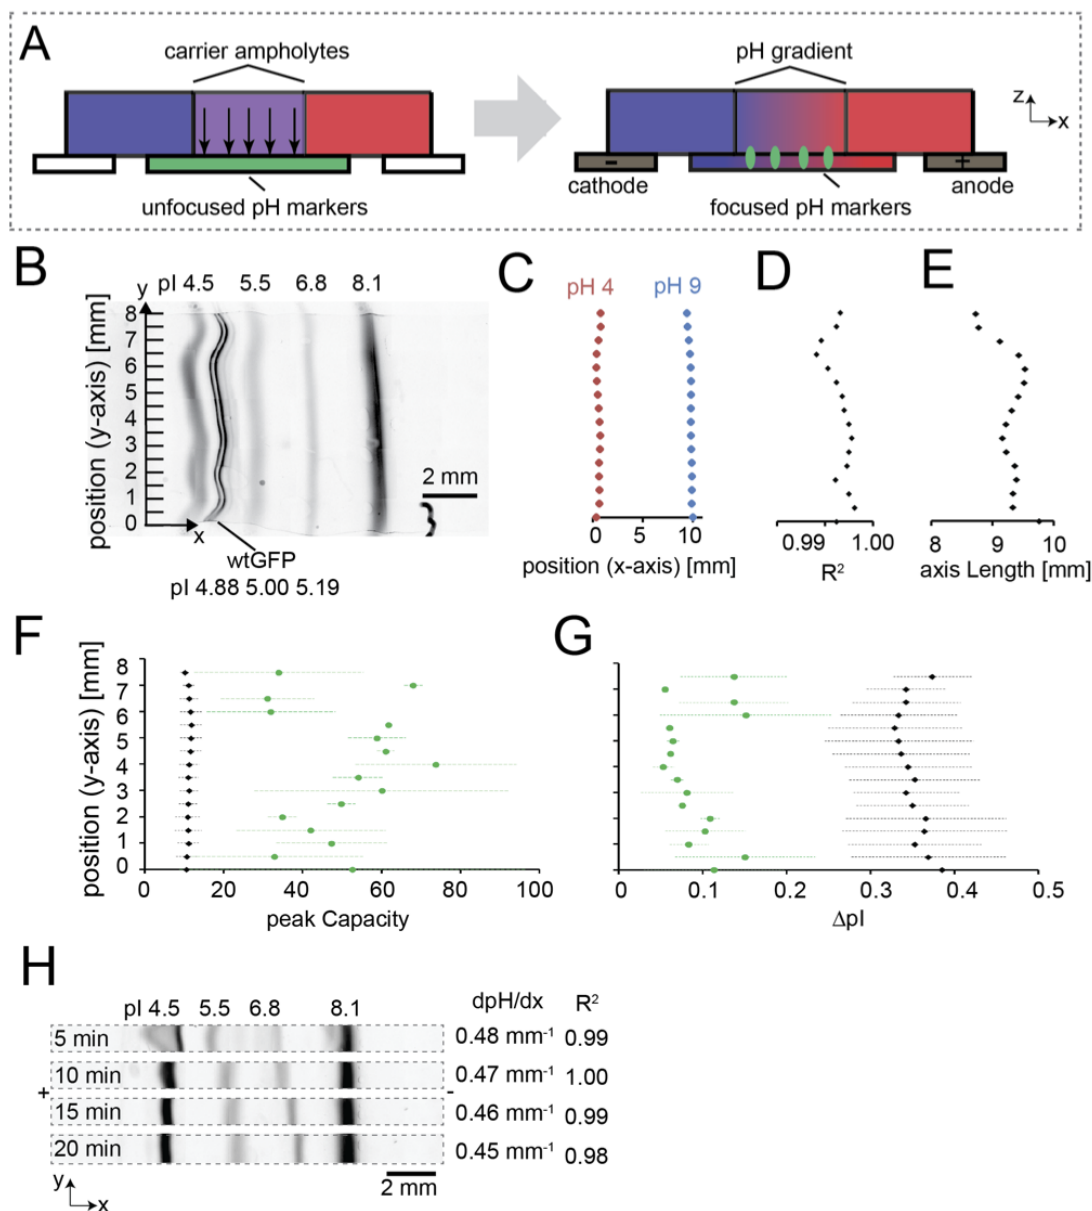 A
carrier ampholytes
pH gradient
z
x
-
+
cathode
anode
unfocused pH markers
focused pH markers
B
y pI 4.5 5.5 6.8 8.1
position (y-axis) [mm]
8
7
6
5
4
3
2
1
0
x
2 mm
wtGFP
pI 4.88 5.00 5.19
C
pH 4 pH 9
0 5 10
position (x-axis) [mm]
D
0.99 1.00
R²
E
8 9 10
axis Length [mm]
F
position (y-axis) [mm]
8
7
6
5
4
3
2
1
0
0 20 40 60 80 100
peak Capacity
G
0 0.1 0.2 0.3 0.4 0.5
ΔpI
H
pI 4.5 5.5 6.8 8.1 dpH/dx R²
5 min 0.48 mm⁻¹ 0.99
10 min 0.47 mm⁻¹ 1.00
+ -
15 min 0.46 mm⁻¹ 0.99
20 min 0.45 mm⁻¹ 0.98
y
x
2 mm